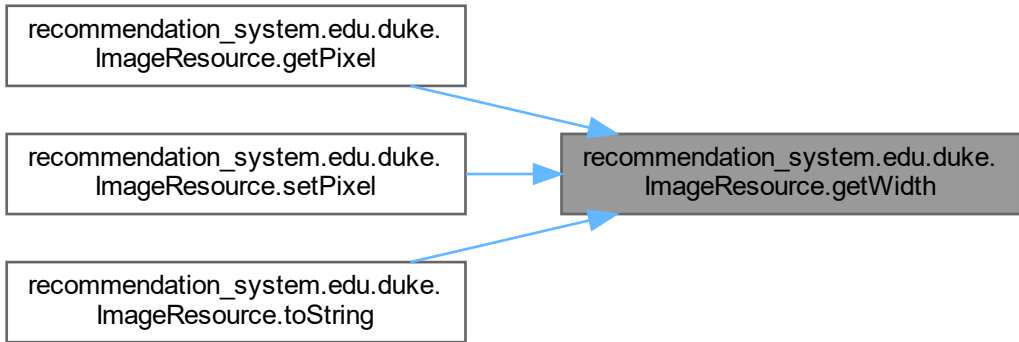 recommendation_system.edu.duke.
ImageResource.getPixel
recommendation_system.edu.duke.
ImageResource.setPixel
recommendation_system.edu.duke.
ImageResource.toString
recommendation_system.edu.duke.
ImageResource.getWidth